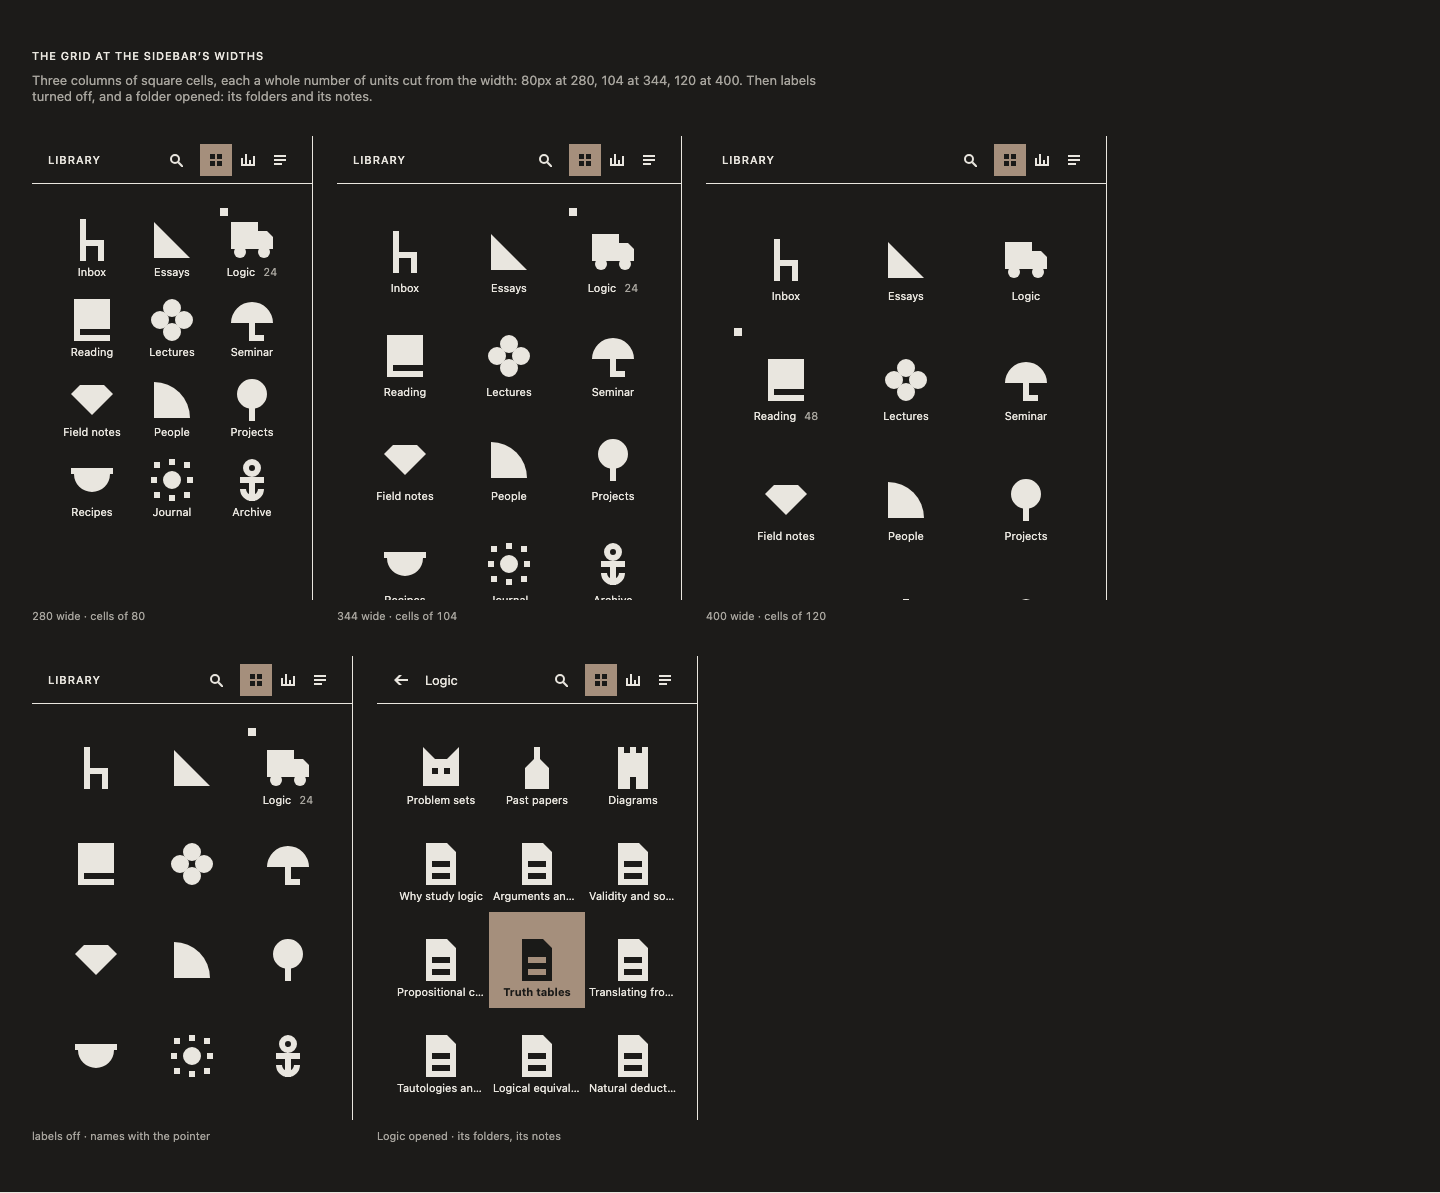 THE GRID AT THE SIDEBAR’S WIDTHS
Three columns of square cells, each a whole number of units cut from the width: 80px at 280, 104 at 344, 120 at 400. Then labels
turned off, and a folder opened: its folders and its notes.
LIBRARY
Inbox Essays Logic 24
Reading Lectures Seminar
Field notes People Projects
Recipes Journal Archive
280 wide · cells of 80
LIBRARY
Inbox Essays Logic 24
Reading Lectures Seminar
Field notes People Projects
Recipes Journal Archive
344 wide · cells of 104
LIBRARY
Inbox Essays Logic
Reading 48 Lectures Seminar
Field notes People Projects
400 wide · cells of 120
LIBRARY
Logic 24
labels off · names with the pointer
Logic
Problem sets Past papers Diagrams
Why study logic Arguments an... Validity and so...
Propositional c... Truth tables Translating fro...
Tautologies an... Logical equival... Natural deduct...
Logic opened · its folders, its notes